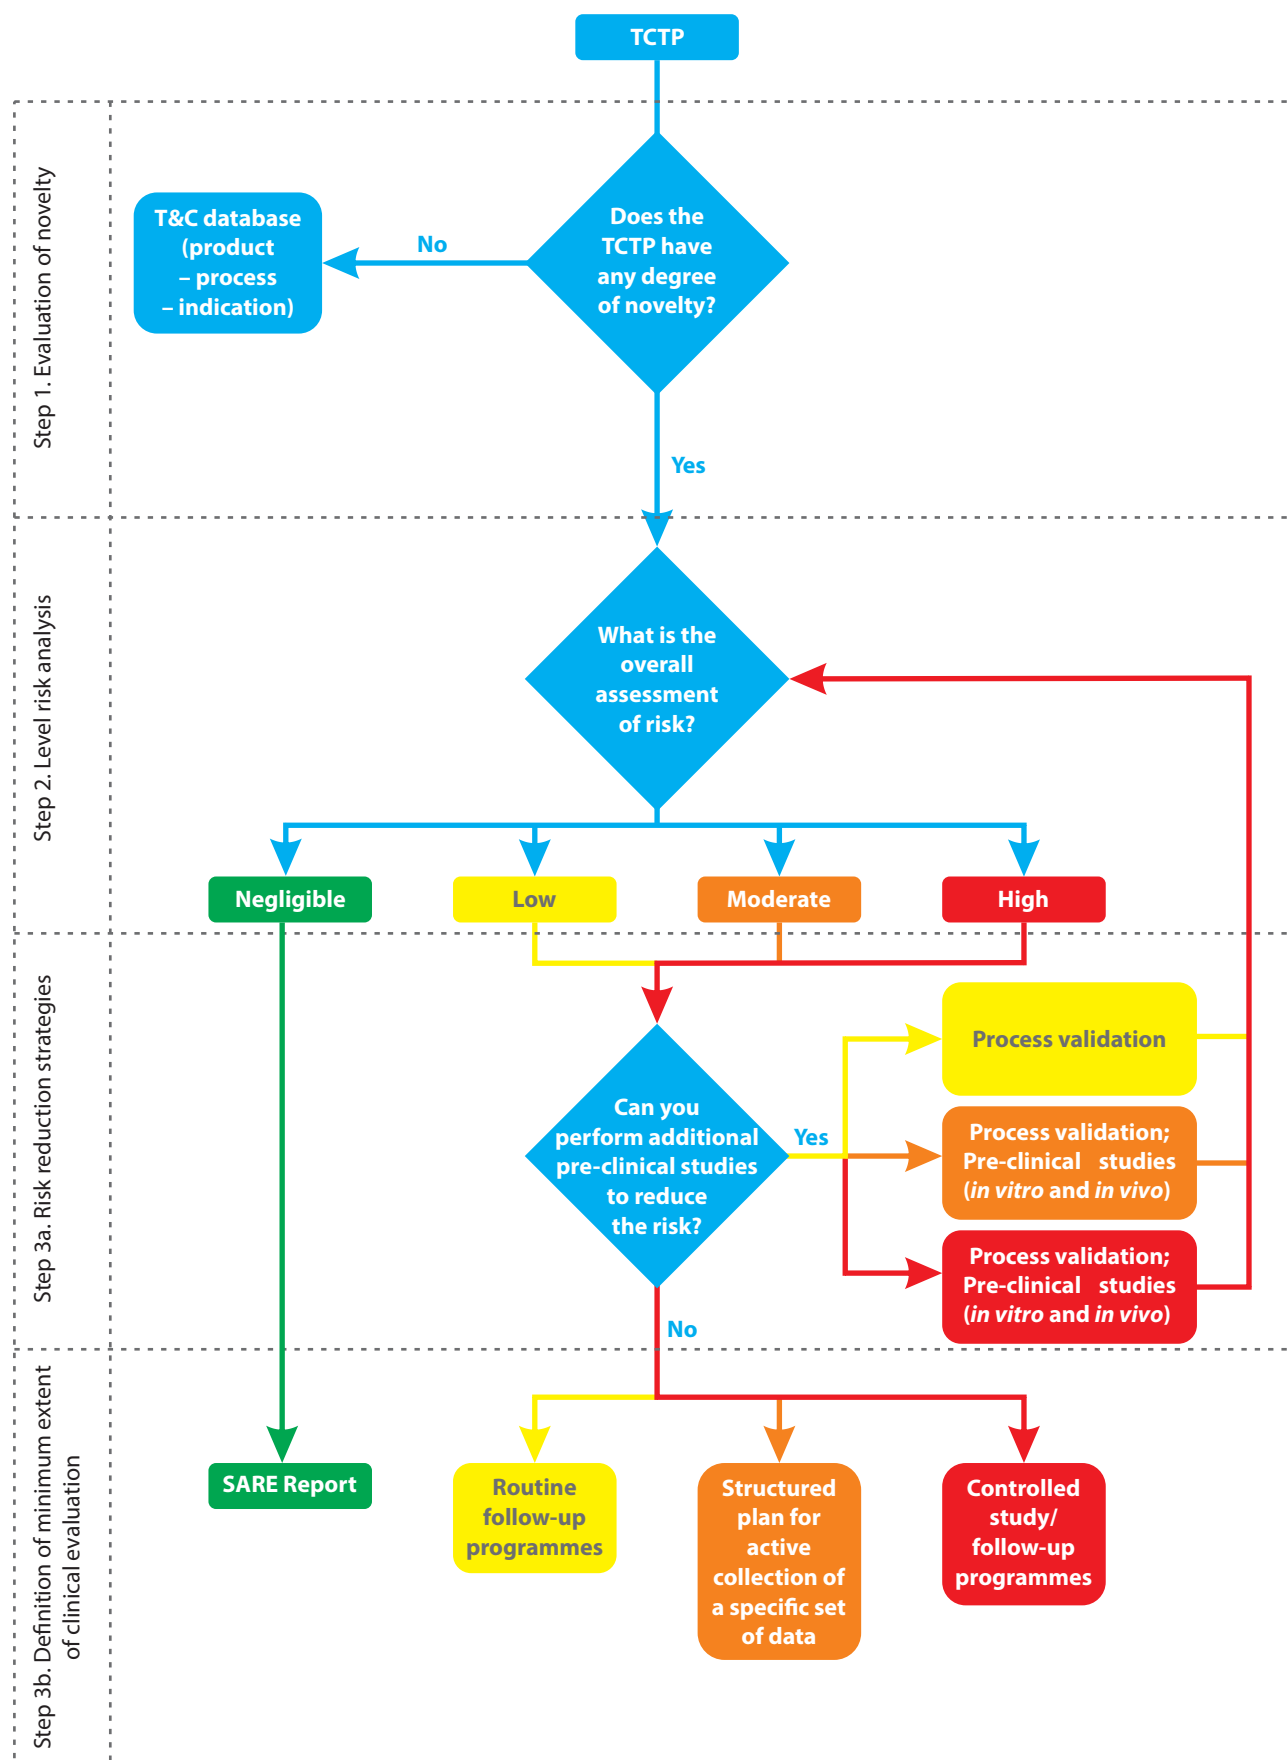 TCTP
Step 1. Evaluation of novelty
T&C database
(product
– process
– indication)
No
Does the
TCTP have
any degree
of novelty?
Yes
Step 2. Level risk analysis
What is the
overall
assessment
of risk?
Negligible
Low
Moderate
High
Step 3a. Risk reduction strategies
Can you
perform additional
pre-clinical studies
to reduce
the risk?
Yes
Process validation
Process validation;
Pre-clinical studies
(in vitro and in vivo)
Process validation;
Pre-clinical studies
(in vitro and in vivo)
No
Step 3b. Definition of minimum extent
of clinical evaluation
SARE Report
Routine
follow-up
programmes
Structured
plan for
active
collection of
a specific set
of data
Controlled
study/
follow-up
programmes